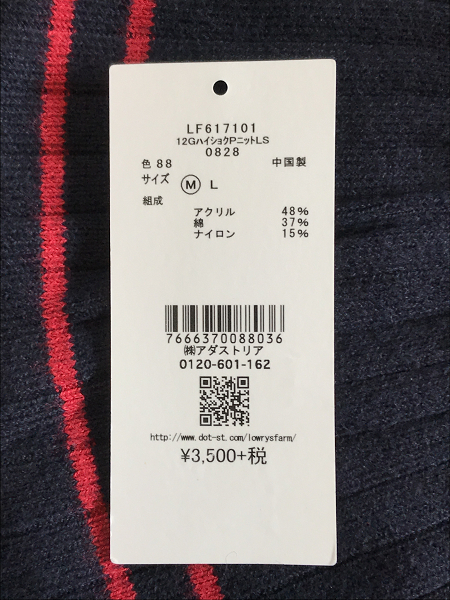 LF617101
12GハイショクPニットLS
0828
色 88 中国製
サイズ Ⓜ L
組成
アクリル 48%
綿 37%
ナイロン 15%
7666370088036
㈱アダストリア
0120-601-162
http://www.dot-st.com/lowrysfarm/
¥3,500+税